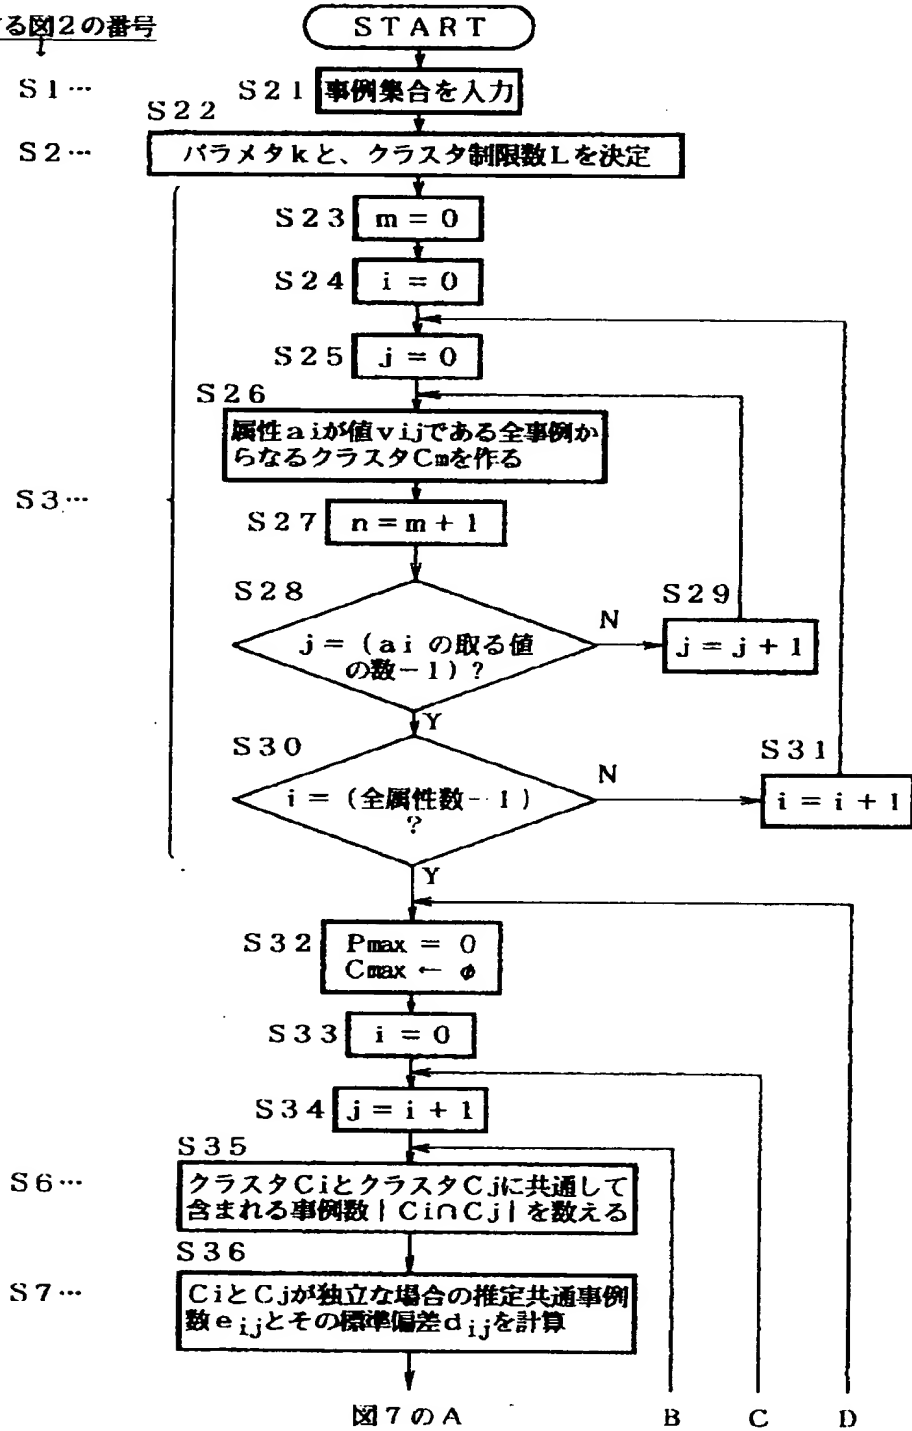 る図2の番号
START
S1…
S21
事例集合を入力
S22
S2…
パラメタkと、クラスタ制限数Lを決定
S23
m=0
S24
i=0
S25
j=0
S26
属性aiが値vijである全事例か
らなるクラスタCmを作る
S3…
S27
n=m+1
S28
j=(aiの取る値
の数-1)?
N
S29
j=j+1
Y
S30
i=(全属性数-1)
?
N
S31
i=i+1
Y
S32
Pmax=0
Cmax←φ
S33
i=0
S34
j=i+1
S35
S6…
クラスタCiとクラスタCjに共通して
含まれる事例数|Ci∩Cj|を数える
S36
S7…
CiとCjが独立な場合の推定共通事例
数eijとその標準偏差dijを計算
図7のA
B
C
D